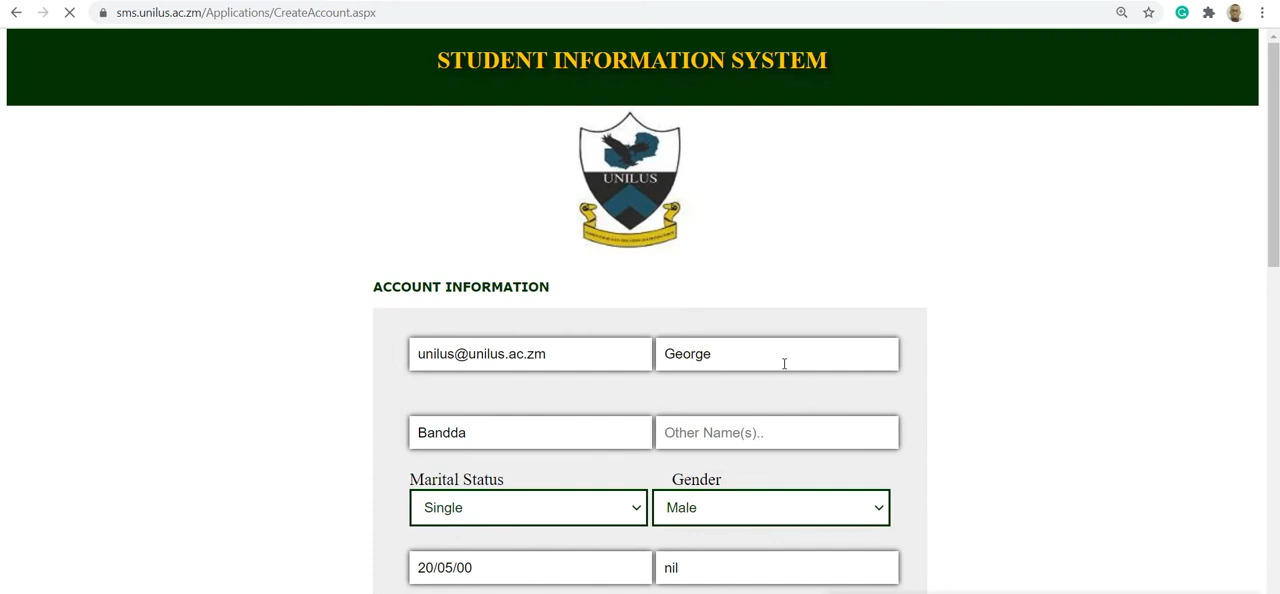 sms.unilus.ac.zm/Applications/CreateAccount.aspx
STUDENT INFORMATION SYSTEM
UNILUS
ACCOUNT INFORMATION
unilus@unilus.ac.zm George
Bandda Other Name(s)..
Marital Status Gender
Single Male
20/05/00 nil